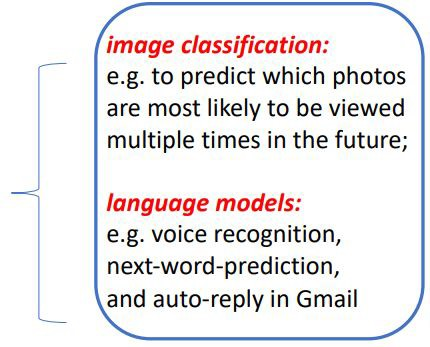 image classification:
e.g. to predict which photos
are most likely to be viewed
multiple times in the future;
language models:
e.g. voice recognition,
next-word-prediction,
and auto-reply in Gmail